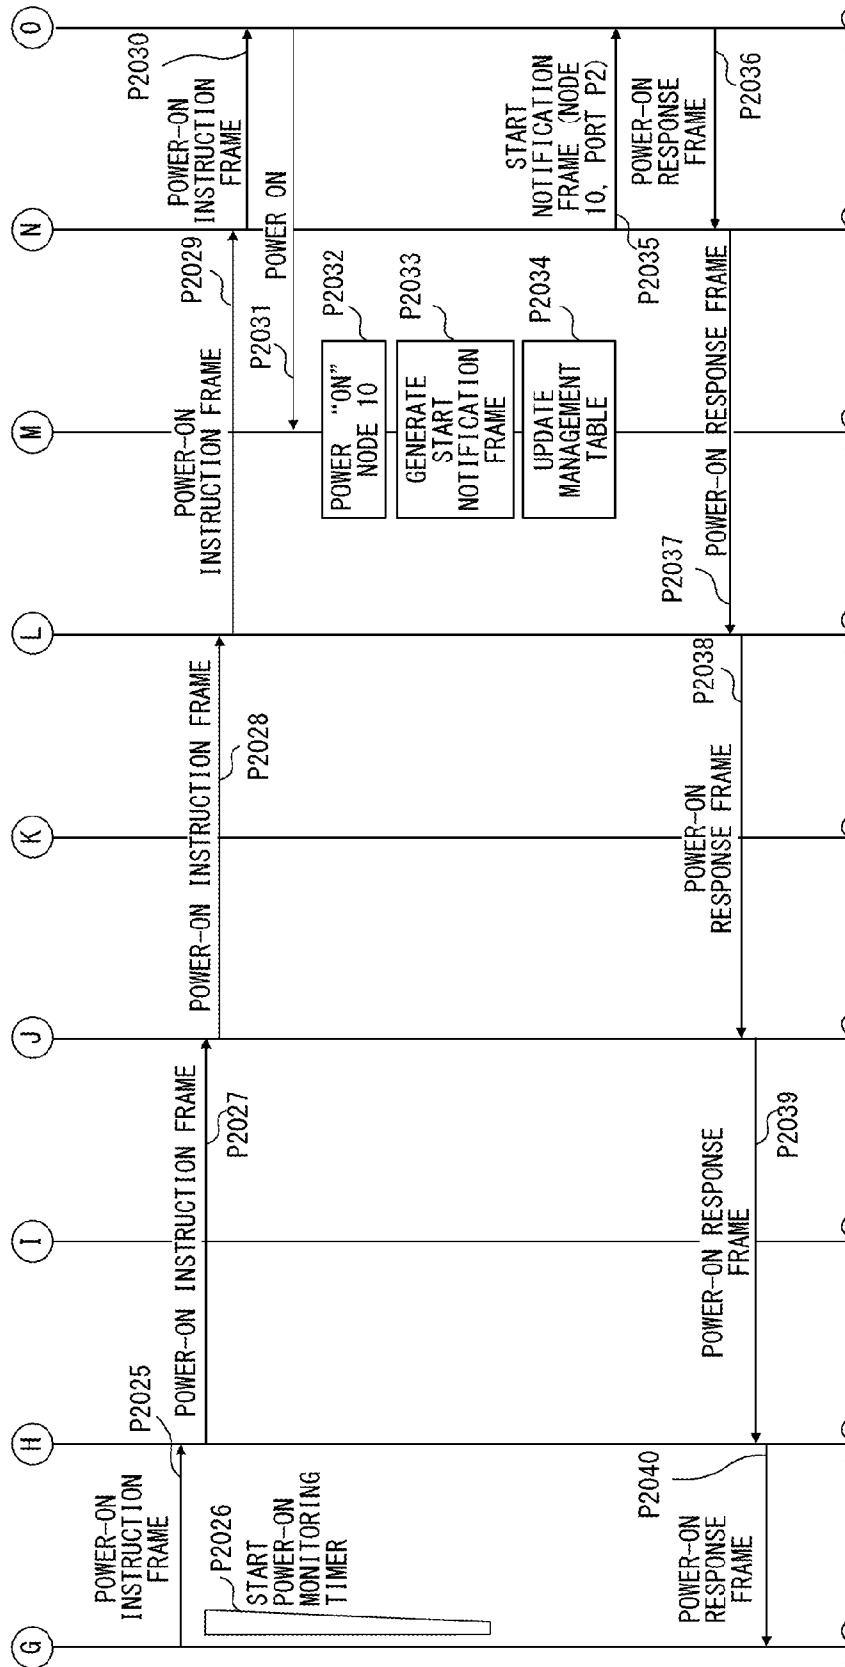 G
H
I
J
K
L
M
N
O
POWER-ON
INSTRUCTION
FRAME
P2025
P2026
START
POWER-ON
MONITORING
TIMER
POWER-ON INSTRUCTION FRAME
P2027
POWER-ON INSTRUCTION FRAME
P2028
POWER-ON
INSTRUCTION FRAME
P2029
POWER-ON
INSTRUCTION
FRAME
P2030
POWER ON
P2031
POWER "ON"
NODE 10
P2032
GENERATE
START
NOTIFICATION
FRAME
P2033
UPDATE
MANAGEMENT
TABLE
P2034
START
NOTIFICATION
FRAME (NODE
10, PORT P2)
P2035
POWER-ON
RESPONSE
FRAME
P2036
POWER-ON RESPONSE FRAME
P2037
POWER-ON
RESPONSE FRAME
P2038
POWER-ON RESPONSE
FRAME
P2039
POWER-ON
RESPONSE
FRAME
P2040